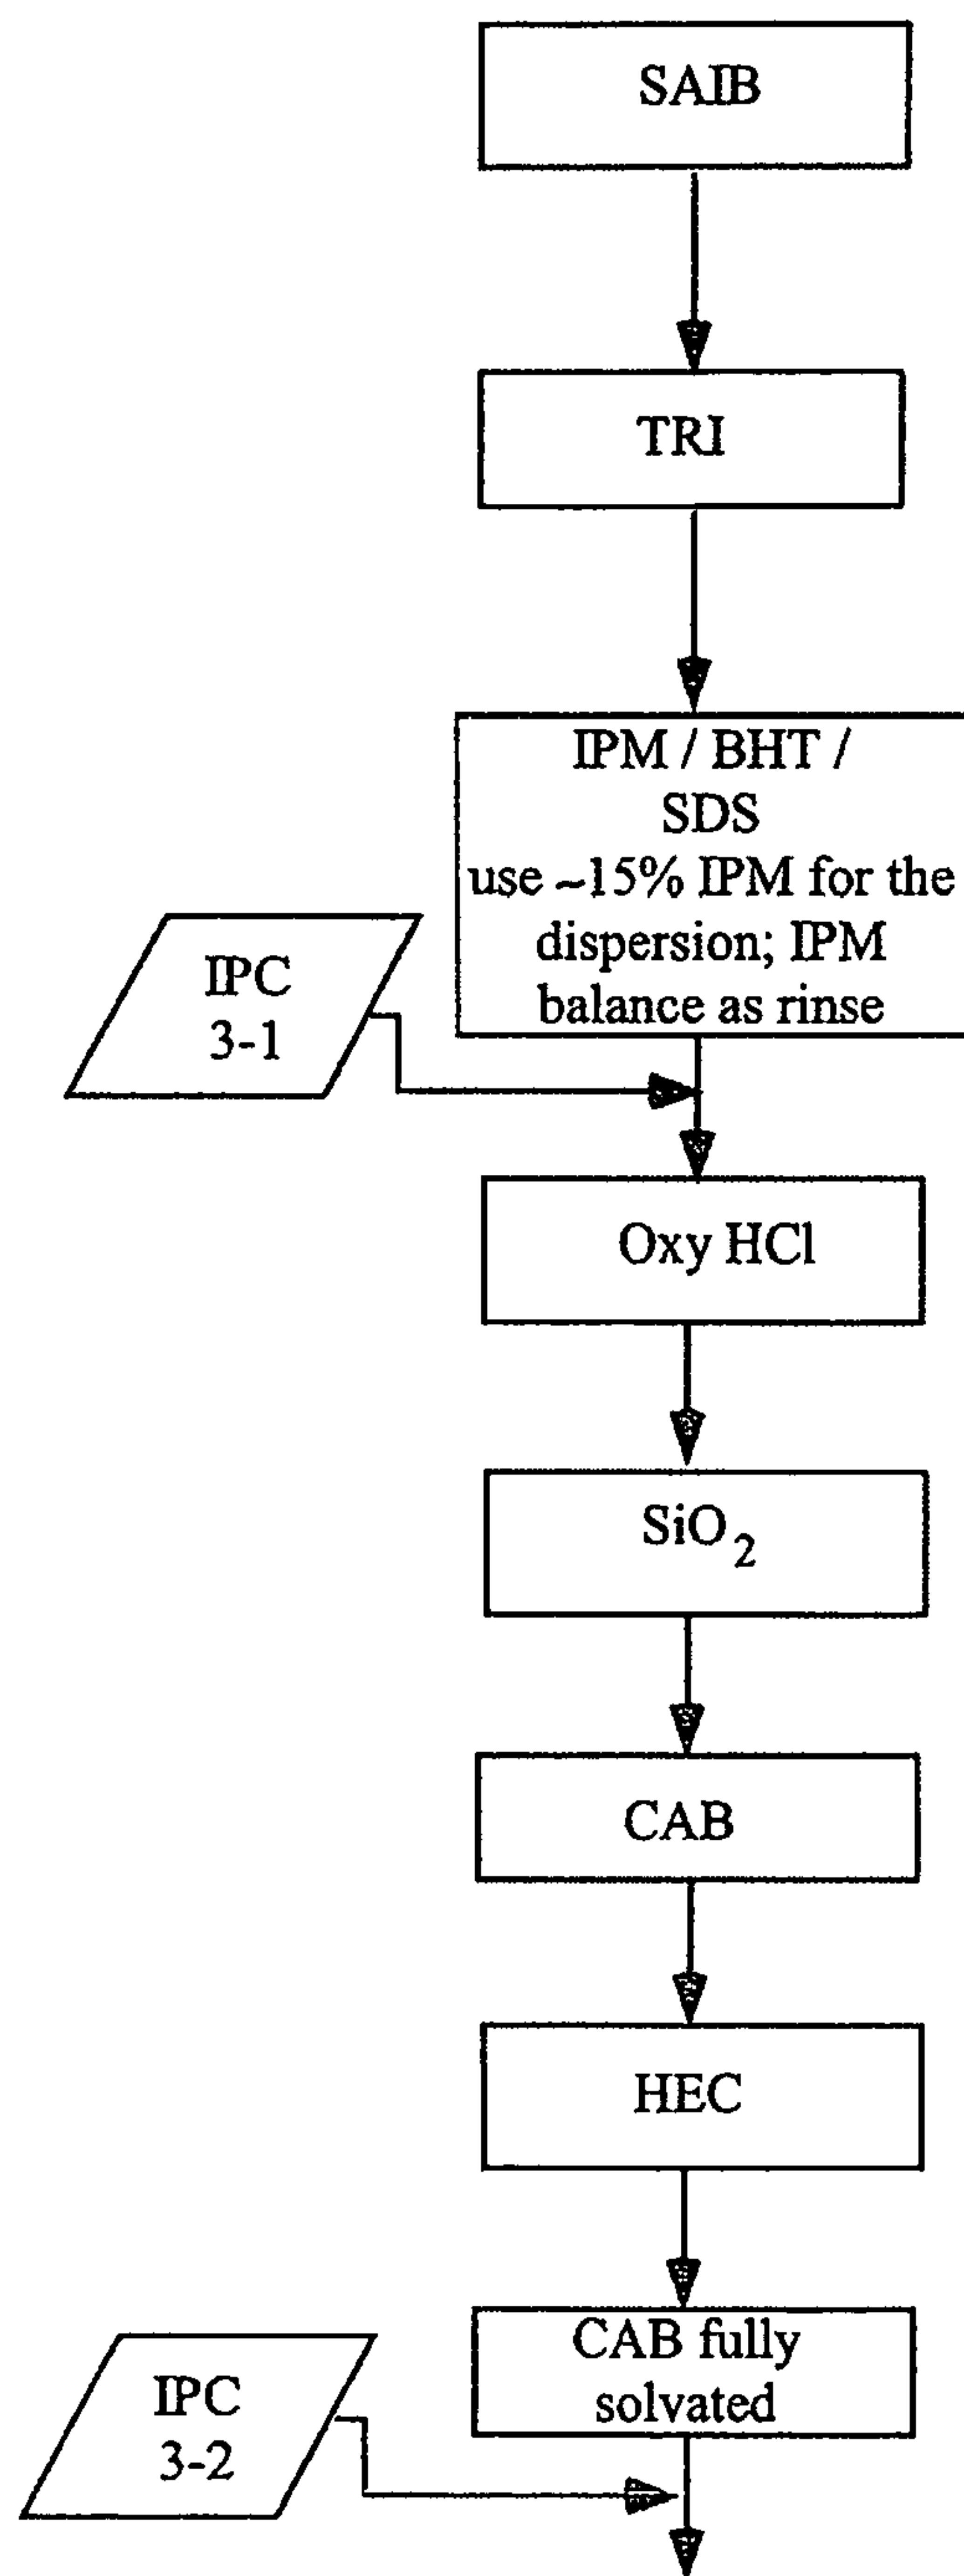 SAIB
TRI
IPM / BHT /
SDS
use ~15% IPM for the
dispersion; IPM
balance as rinse
IPC
3-1
Oxy HCl
SiO2
CAB
HEC
CAB fully
solvated
IPC
3-2